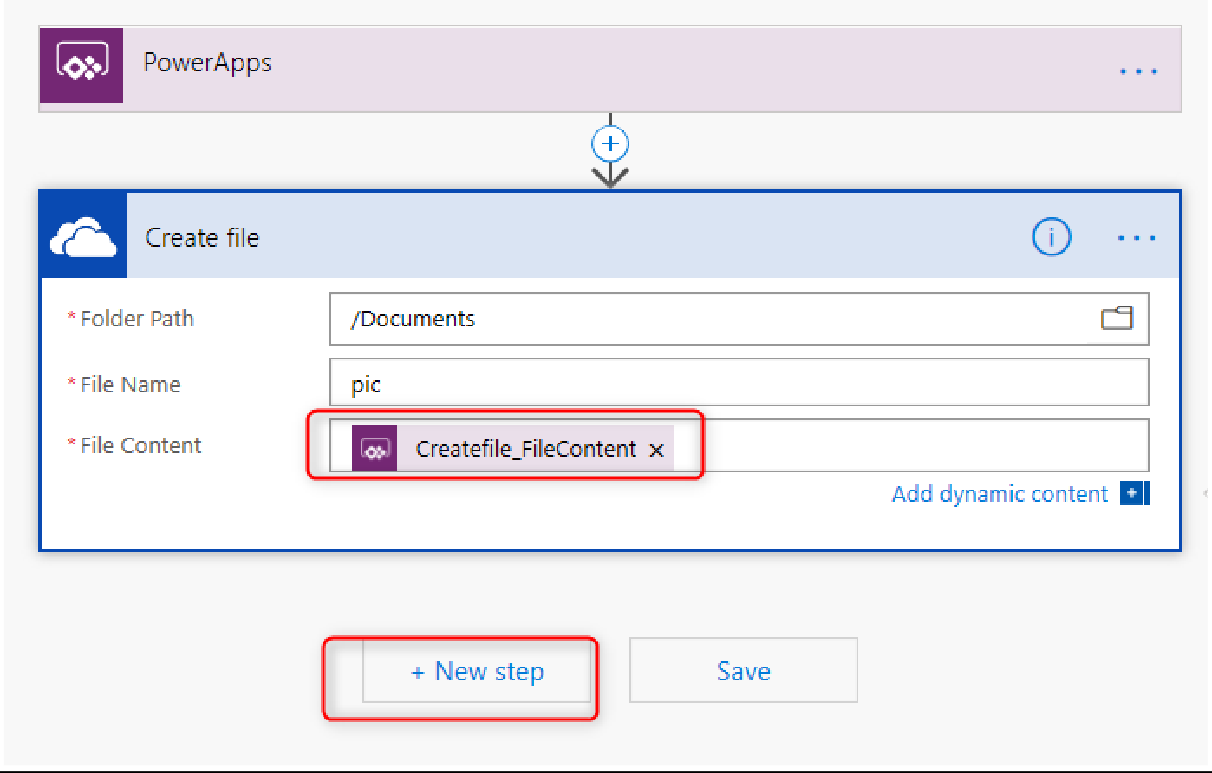 PowerApps
Create file
i
* Folder Path
/Documents
* File Name
pic
* File Content
Createfile_FileContent ×
Add dynamic content +
+ New step
Save